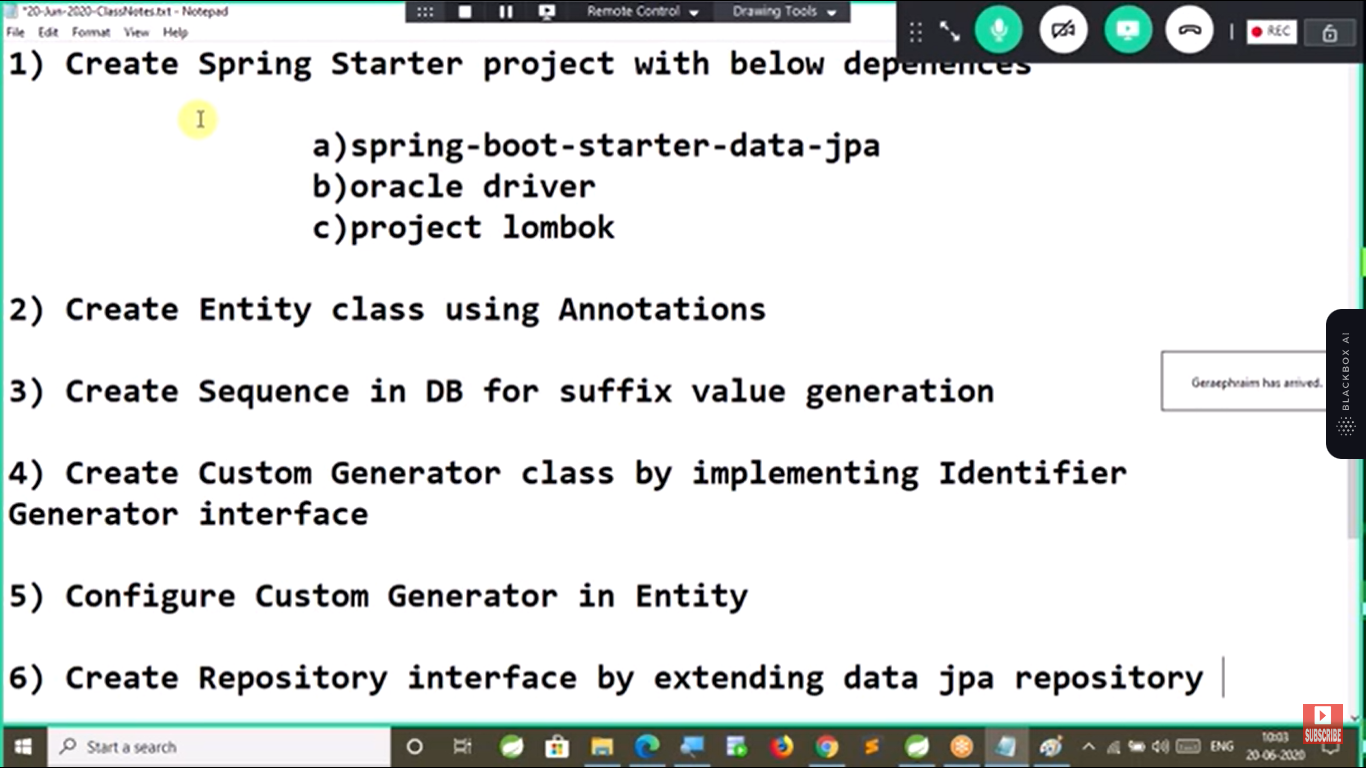 *20-Jun-2020-ClassNotes.txt - Notepad
Remote Control
Drawing Tools
REC
File Edit Format View Help
1) Create Spring Starter project with below depenences
a)spring-boot-starter-data-jpa
b)oracle driver
c)project lombok
2) Create Entity class using Annotations
3) Create Sequence in DB for suffix value generation
Geraephraim has arrived.
BLACKBOX AI
4) Create Custom Generator class by implementing Identifier
Generator interface
5) Configure Custom Generator in Entity
6) Create Repository interface by extending data jpa repository
SUBSCRIBE
Start a search
ENG
10:03
20-06-2020